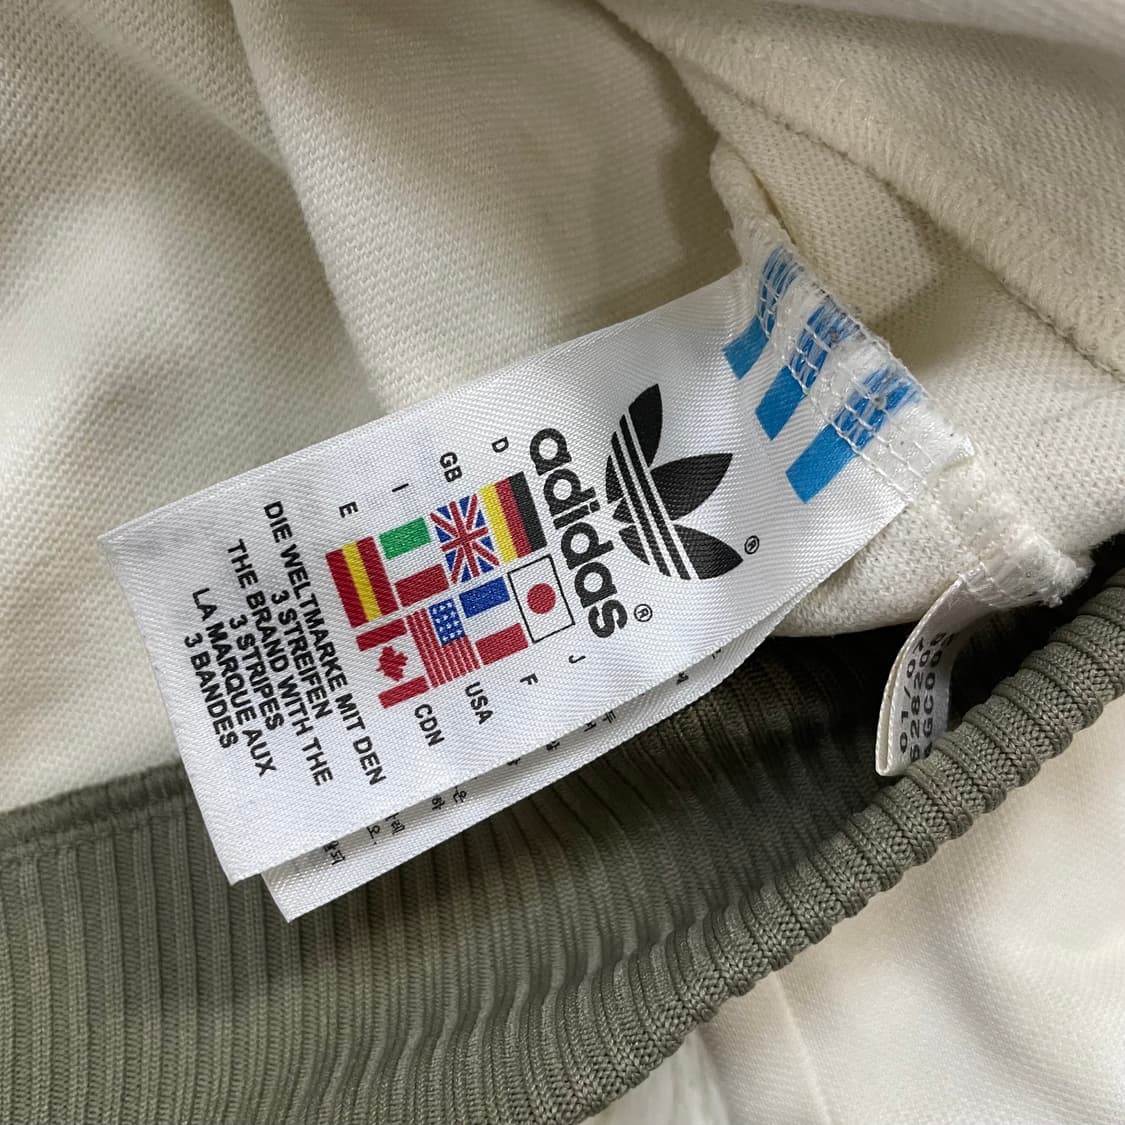 ®
adidas®
D
GB
I
E
J
F
USA
CDN
DIE WELTMARKE MIT DEN
3 STREIFEN
THE BRAND WITH THE
3 STRIPES
LA MARQUE AUX
3 BANDES